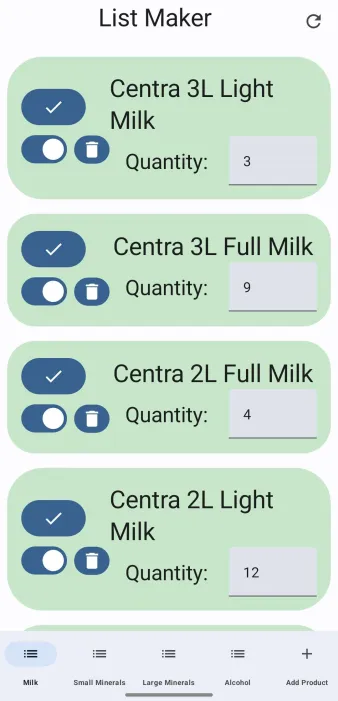 List Maker
Centra 3L Light
Milk
Quantity:
3
Centra 3L Full Milk
Quantity:
9
Centra 2L Full Milk
Quantity:
4
Centra 2L Light
Milk
Quantity:
12
Milk
Small Minerals
Large Minerals
Alcohol
Add Product